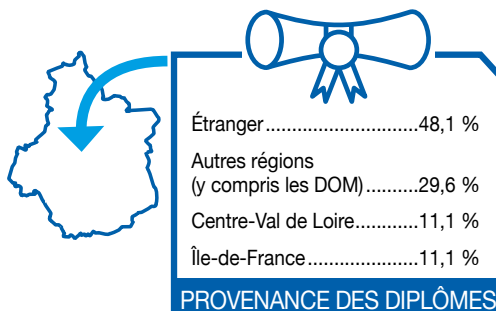 Étranger............................48,1 %
Autres régions
(y compris les DOM)..........29,6 %
Centre-Val de Loire............11,1 %
Île-de-France....................11,1 %
PROVENANCE DES DIPLÔMES